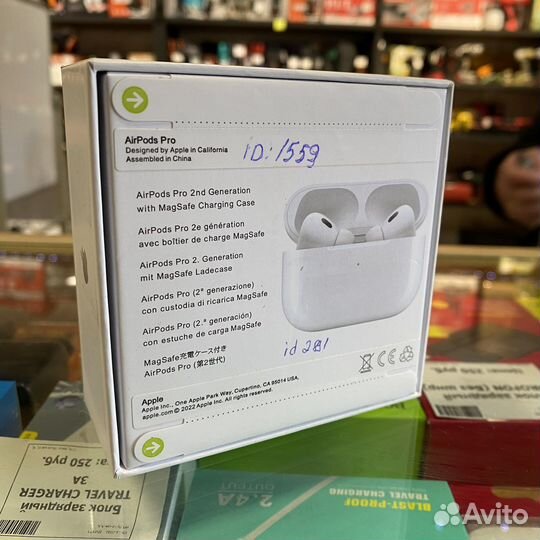 AirPods Pro
Designed by Apple in California
Assembled in China
ID: 1559
AirPods Pro 2nd Generation
with MagSafe Charging Case
AirPods Pro 2e génération
avec boîtier de charge MagSafe
AirPods Pro 2. Generation
mit MagSafe Ladecase
AirPods Pro (2ª generazione)
con custodia di ricarica MagSafe
AirPods Pro (2.ª generación)
con estuche de carga MagSafe
MagSafe充電ケース付き
AirPods Pro (第2世代)
id 281
Apple
Apple Inc., One Apple Park Way, Cupertino, CA 95014 USA.
apple.com © 2022 Apple Inc. All rights reserved.
CE
на: 250 руб.
Блок зарядный
TRAVEL CHARGER
3A
2.4A
OUTPUT
BLAST-PROOF
TRAVEL CHARGING
Avito